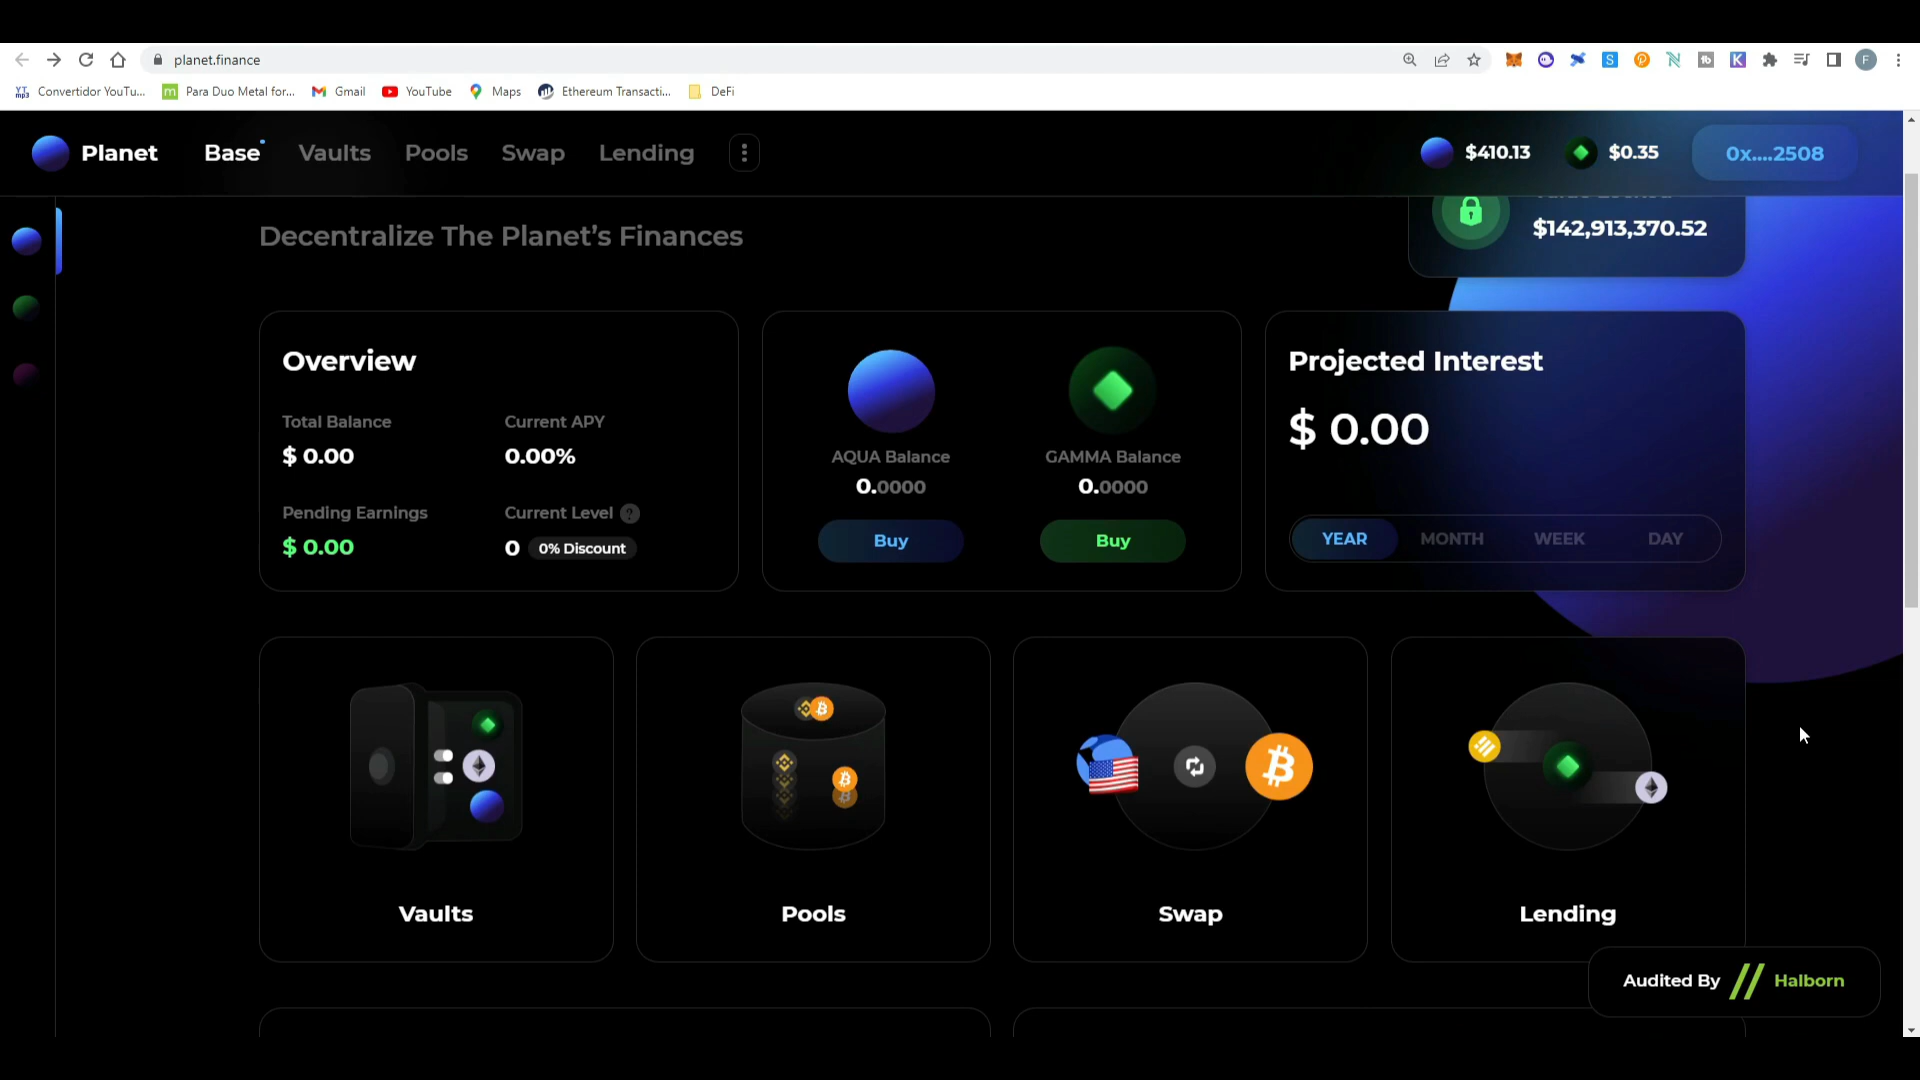 planet.finance
Convertidor YouTu...
Para Duo Metal for...
Gmail
YouTube
Maps
Ethereum Transacti...
DeFi
Planet
Base
Vaults
Pools
Swap
Lending
$410.13
$0.35
0x....2508
Decentralize The Planet's Finances
$142,913,370.52
Overview
Total Balance
$ 0.00
Current APY
0.00%
Pending Earnings
$ 0.00
Current Level ?
0 0% Discount
AQUA Balance
0.0000
Buy
GAMMA Balance
0.0000
Buy
Projected Interest
$ 0.00
YEAR
MONTH
WEEK
DAY
Vaults
Pools
Swap
Lending
Audited By // Halborn